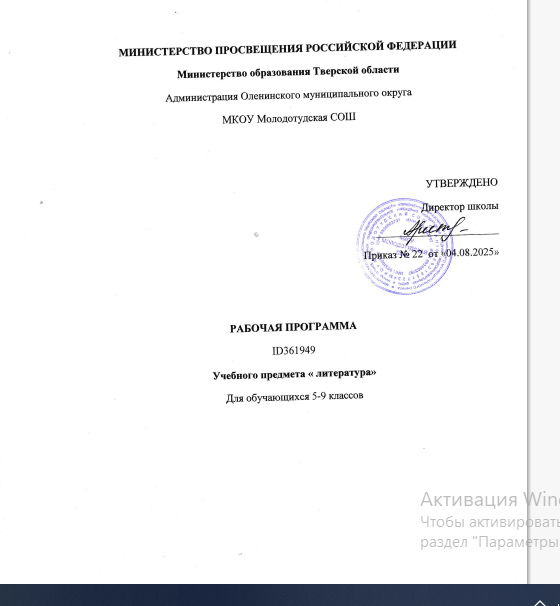 МИНИСТЕРСТВО ПРОСВЕЩЕНИЯ РОССИЙСКОЙ ФЕДЕРАЦИИ
Министерство образования Тверской области
Администрация Оленинского муниципального округа
МКОУ Молодотудская СОШ
УТВЕРЖДЕНО
Директор школы
Приказ № 22 от «04.08.2025»
РАБОЧАЯ ПРОГРАММА
ID361949
Учебного предмета « литература»
Для обучающихся 5-9 классов
Активация Win
Чтобы активировать
раздел "Параметры